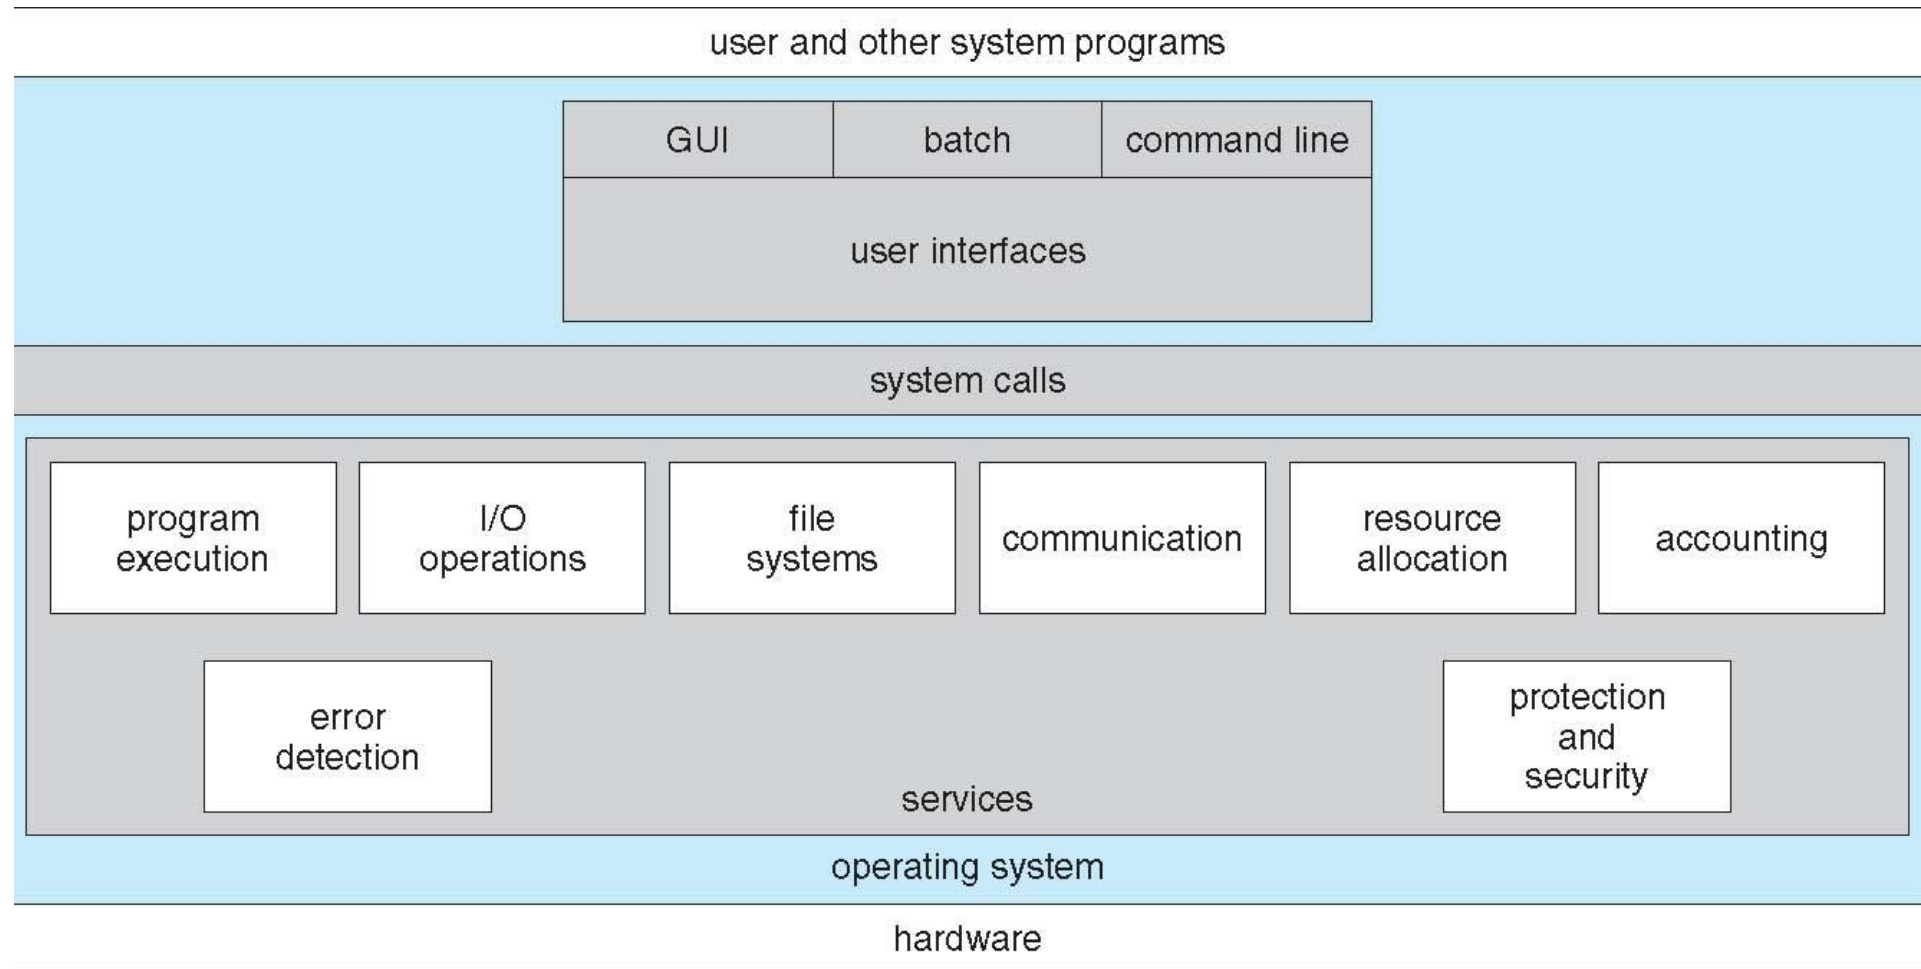 user and other system programs
GUI
batch
command line
user interfaces
system calls
program
execution
I/O
operations
file
systems
communication
resource
allocation
accounting
error
detection
protection
and
security
services
operating system
hardware